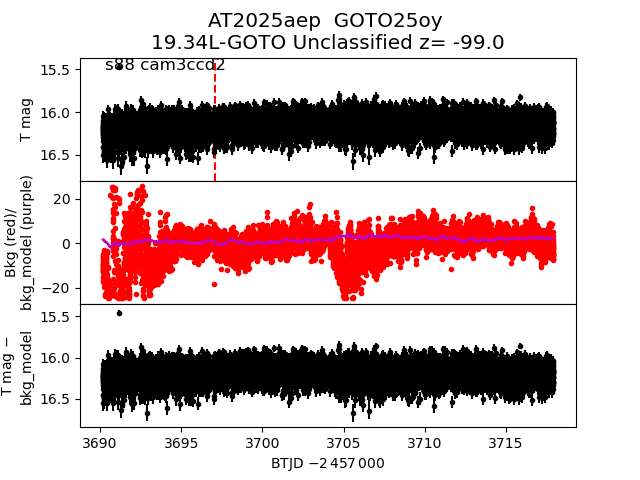 AT2025aep GOTO25oy
19.34L-GOTO Unclassified z= -99.0
s88 cam3ccd2
15.5
16.0
16.5
T mag
20
0
−20
Bkg (red)/
bkg_model (purple)
15.5
16.0
16.5
T mag −
bkg_model
3690 3695 3700 3705 3710 3715
BTJD −2 457 000